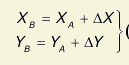 X_B = X_A + ΔX
Y_B = Y_A + ΔY } (